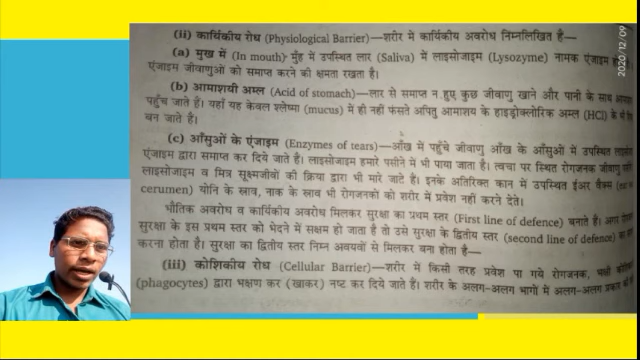 (ii) कार्यिकीय रोध (Physiological Barrier)—शरीर में कार्यिकीय अवरोध निम्नलिखित है—
(a) मुख में (In mouth)- मुँह में उपस्थित लार (Saliva) में लाइसोजाइम (Lysozyme) नामक एंजाइम
एंजाइम जीवाणुओं को समाप्त करने की क्षमता रखता है।
(b) आमाशयी अम्ल (Acid of stomach)—लार से समाप्त न हुए कुछ जीवाणु खाने और पानी के साथ
पहुँच जाते हैं। यहाँ यह केवल श्लेष्मा (mucus) में ही नहीं फंसते अपितु आमाशय के हाइड्रोक्लोरिक अम्ल (HCl) के
बन जाते हैं।
(c) आँसुओं के एंजाइम (Enzymes of tears)—आँख में पहुँचे जीवाणु आँख के आँसुओं में उपस्थित
एंजाइम द्वारा समाप्त कर दिये जाते हैं। लाइसोजाइम हमारे पसीने में भी पाया जाता है। त्वचा पर स्थित रोगजनक जीवाणु
लाइसोजाइम व मित्र सूक्ष्मजीवों की क्रिया द्वारा भी मारे जाते हैं। इनके अतिरिक्त कान में उपस्थित ईअर वैक्स
cerumen) योनि के स्राव, नाक के स्राव भी रोगजनकों को शरीर में प्रवेश नहीं करने देते।
भौतिक अवरोध व कार्यिकीय अवरोध मिलकर सुरक्षा का प्रथम स्तर (First line of defence) बनाते हैं। अगर
सुरक्षा के इस प्रथम स्तर को भेदने में सक्षम हो जाता है तो उसे सुरक्षा के द्वितीय स्तर (second line of defence) का
करना होता है। सुरक्षा का द्वितीय स्तर निम्न अवयवों से मिलकर बना होता है—
(iii) कोशिकीय रोध (Cellular Barrier)—शरीर में किसी तरह प्रवेश पा गये रोगजनक, भक्षी
(phagocytes) द्वारा भक्षण कर (खाकर) नष्ट कर दिये जाते हैं। शरीर के अलग-अलग भागों में अलग-अलग प्रकार
2020/12/09